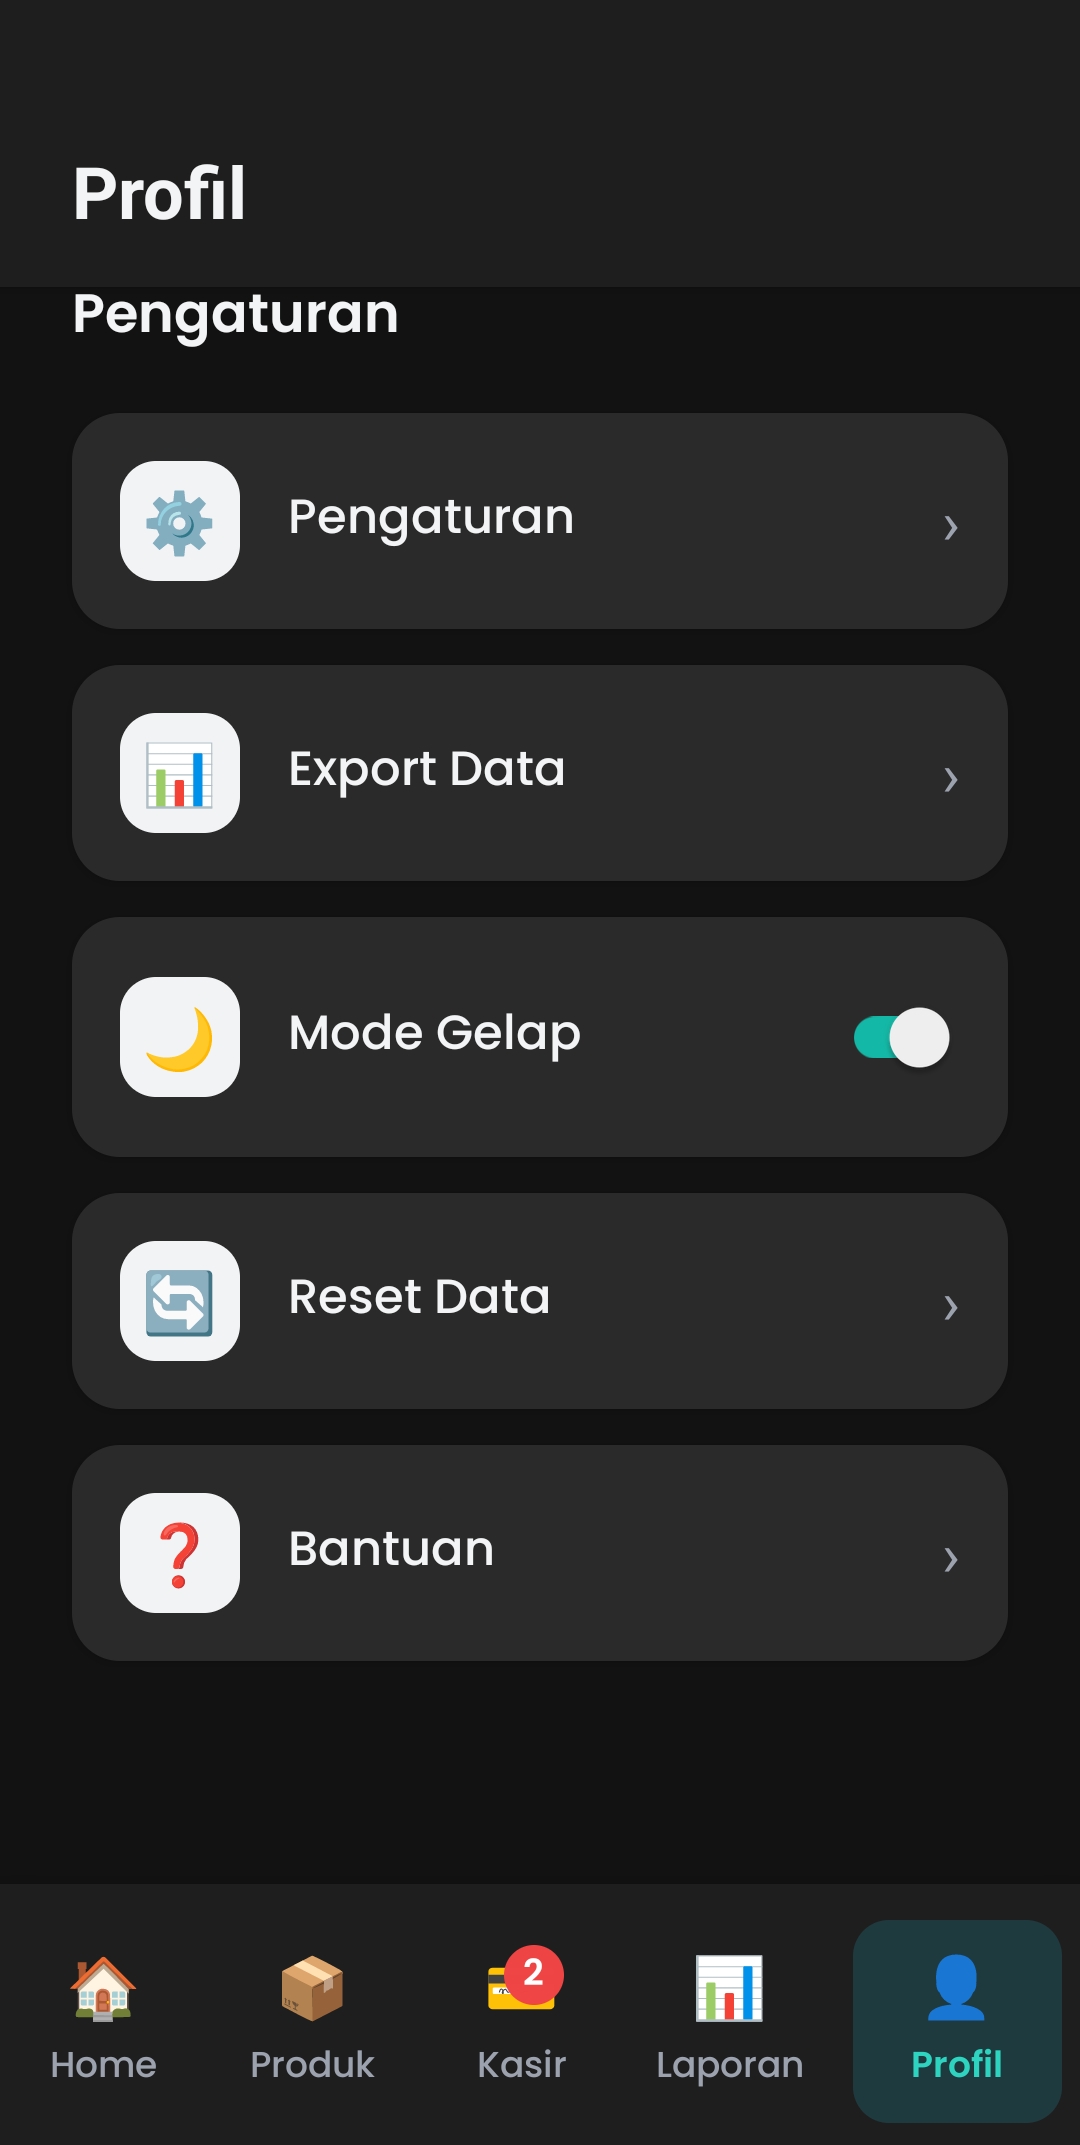 Profil
Pengaturan
Pengaturan
Export Data
Mode Gelap
Reset Data
Bantuan
2
Home
Produk
Kasir
Laporan
Profil